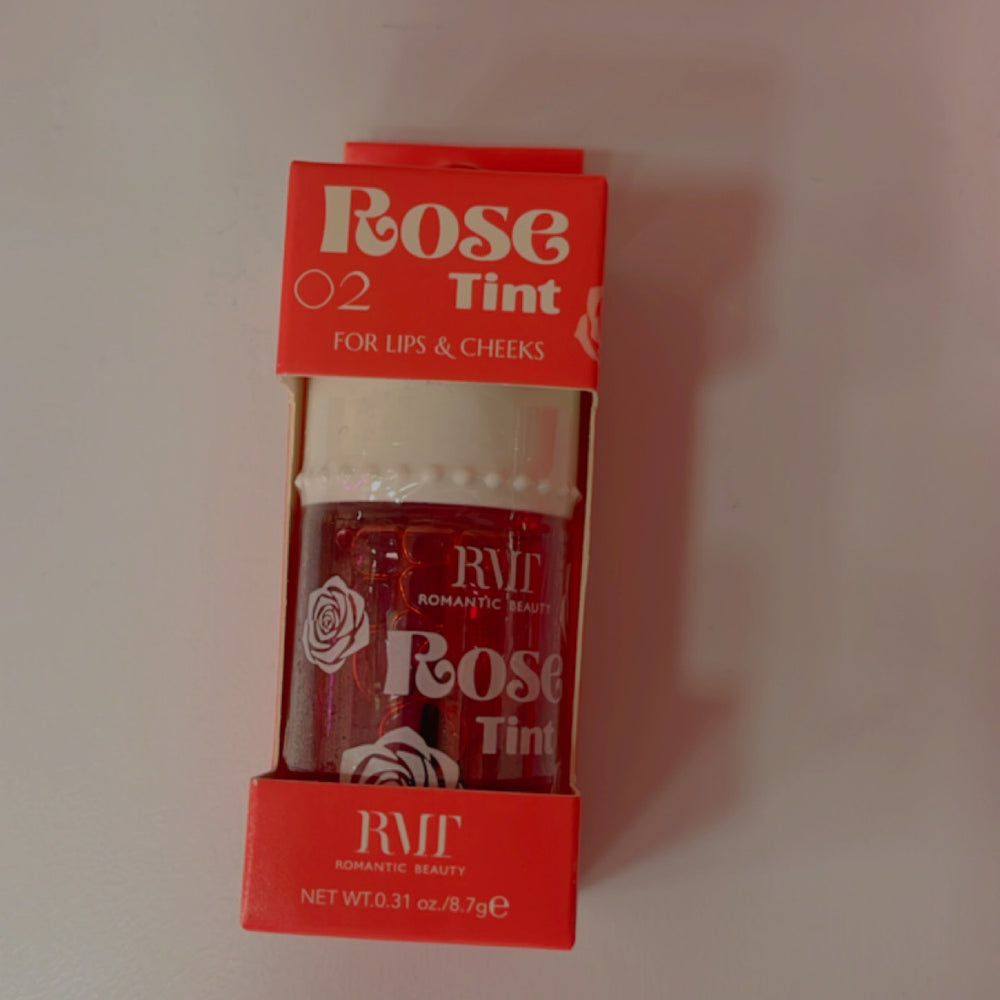 Rose
02 Tint
FOR LIPS & CHEEKS
RMT
ROMANTIC BEAUTY
Rose
Tint
RMT
ROMANTIC BEAUTY
NET WT.0.31 oz./8.7g℮